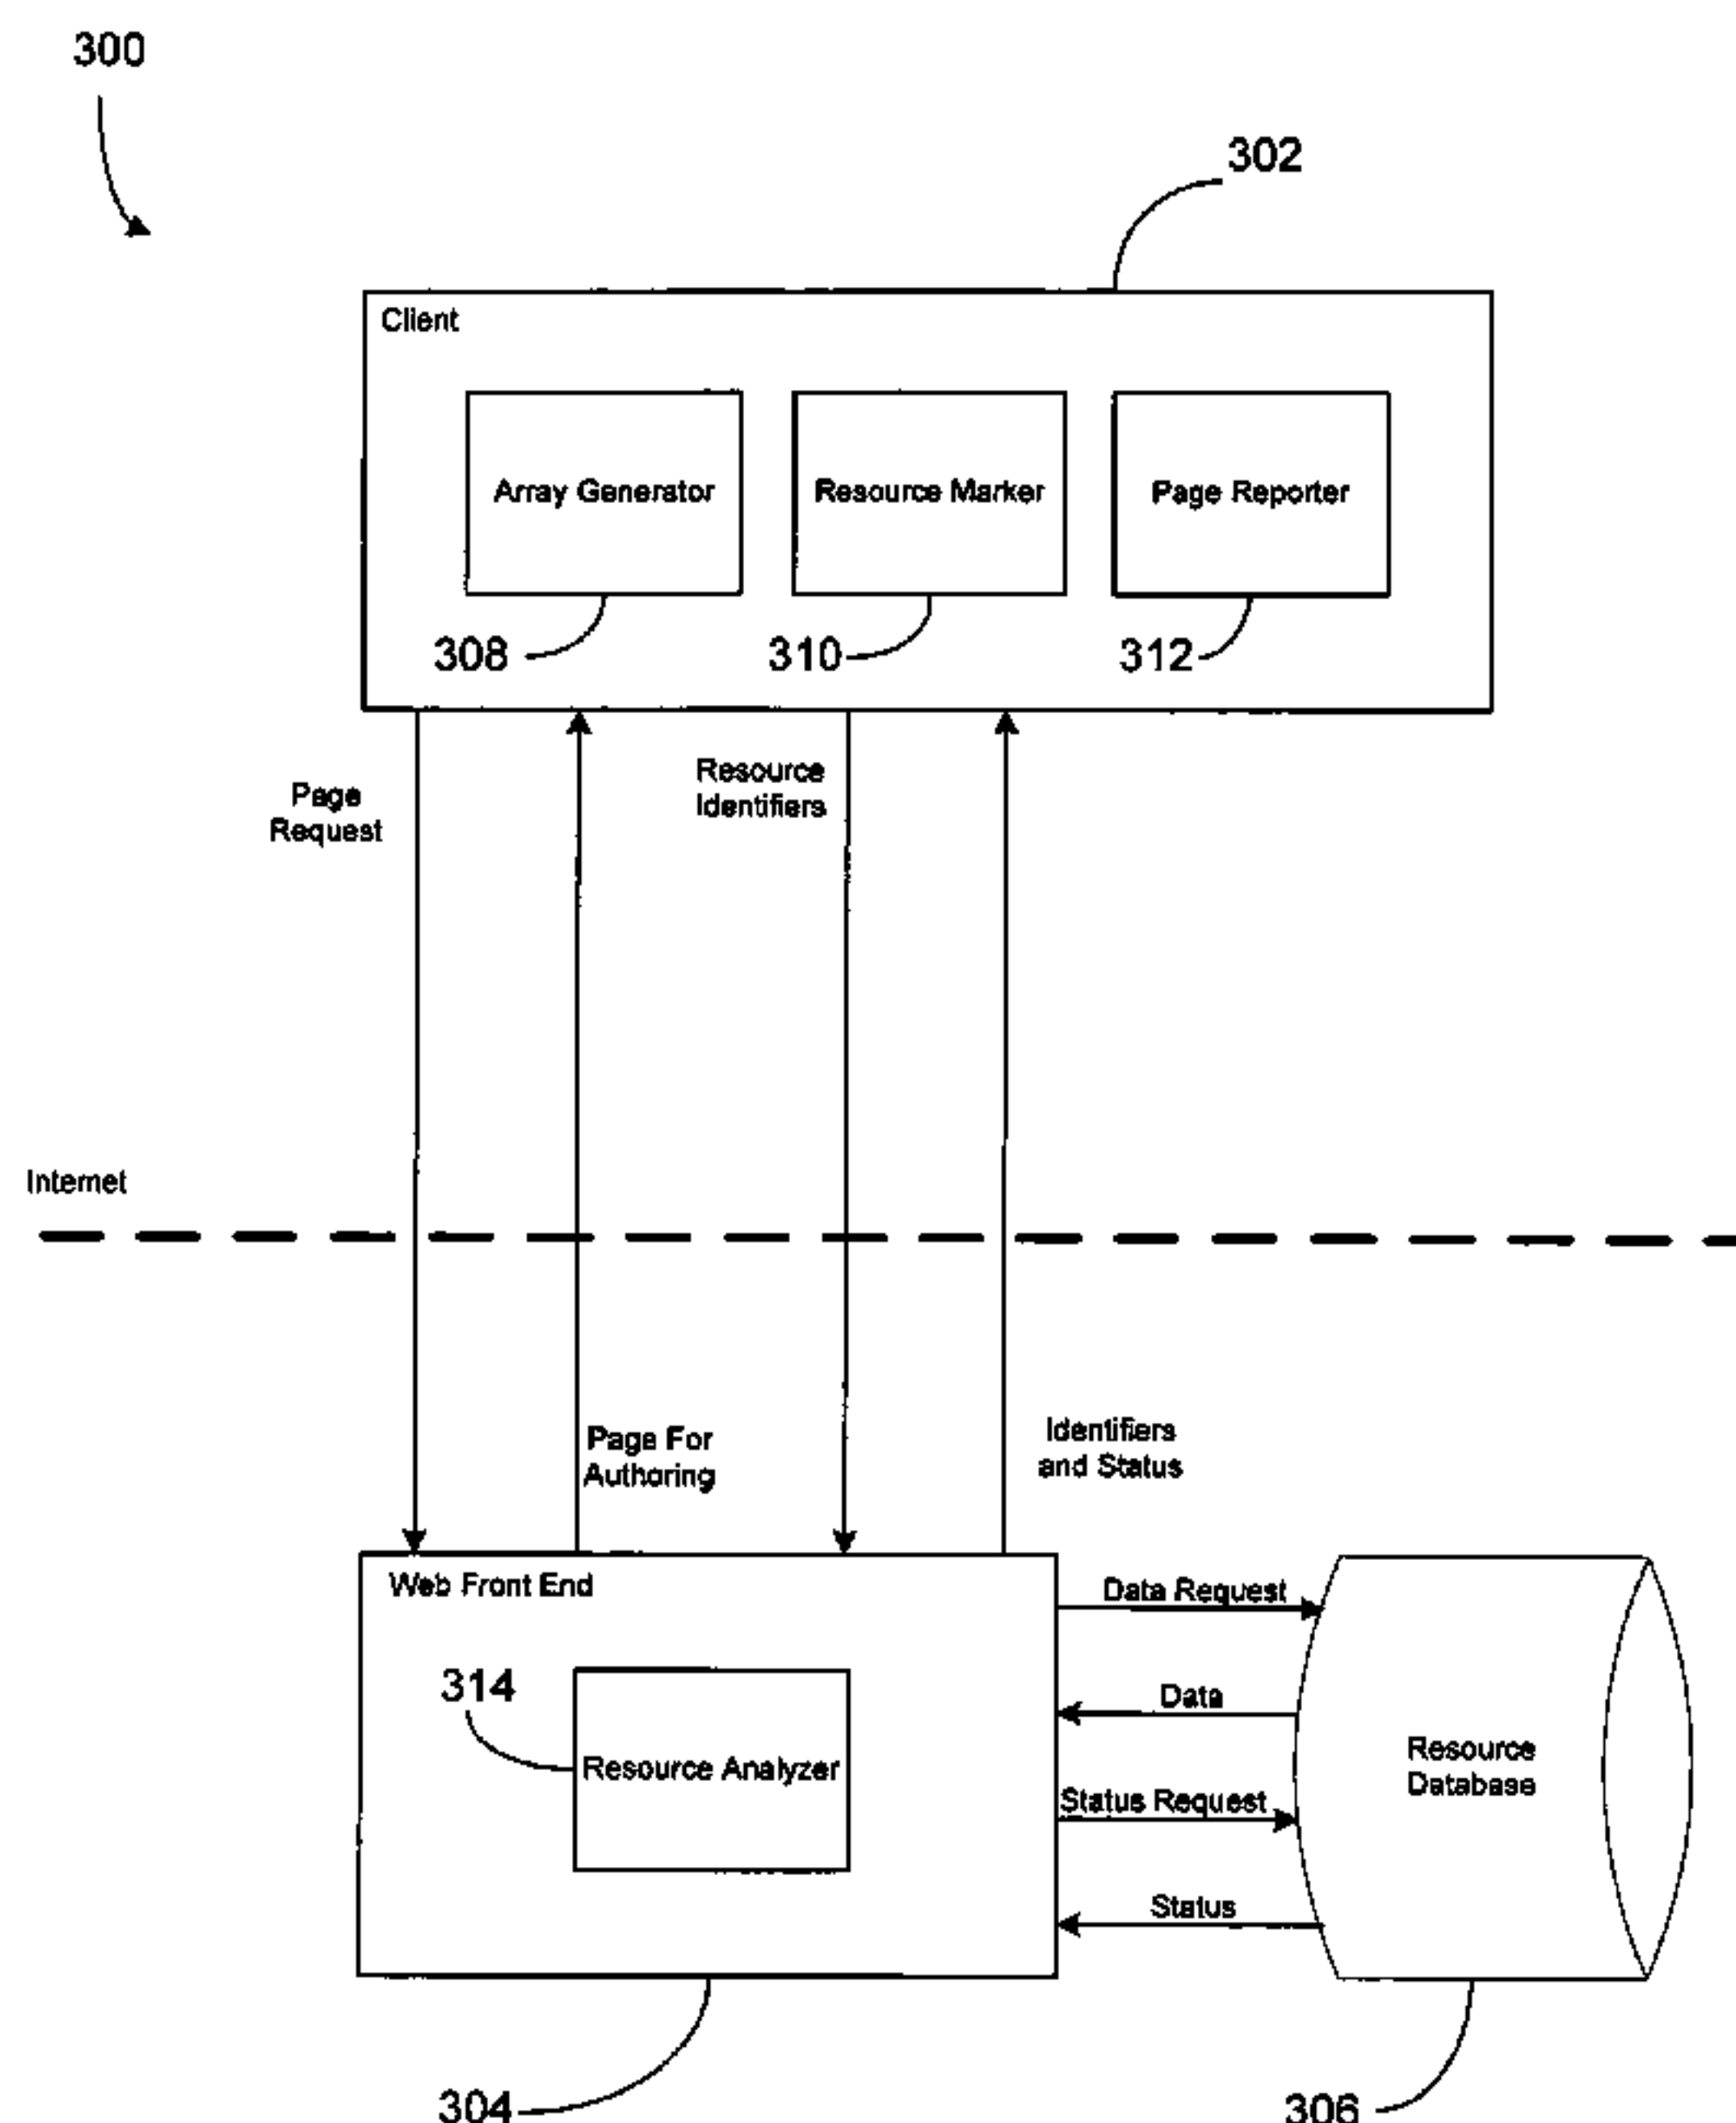 300
302
Client
Array Generator
Resource Marker
Page Reporter
308
310
312
Page
Request
Resource
Identifiers
Internet
Page For
Authoring
Identifiers
and Status
Web Front End
314
Resource Analyzer
Data Request
Data
Status Request
Status
Resource
Database
304
306